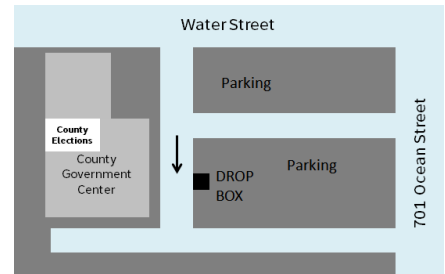 Water Street
Parking
County
Elections
County
Government
Center
Parking
DROP
BOX
701 Ocean Street